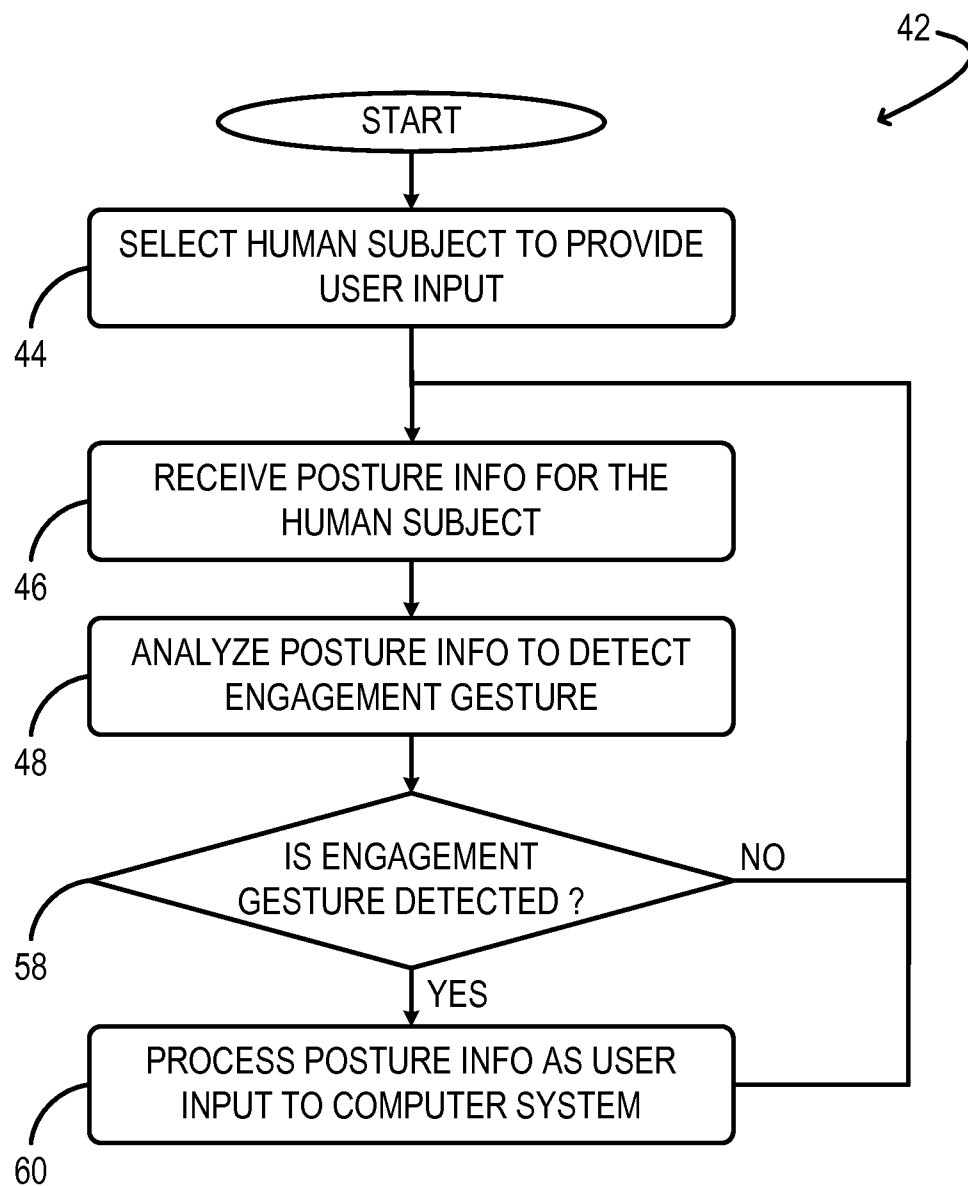 42
START
SELECT HUMAN SUBJECT TO PROVIDE
USER INPUT
44
RECEIVE POSTURE INFO FOR THE
HUMAN SUBJECT
46
ANALYZE POSTURE INFO TO DETECT
ENGAGEMENT GESTURE
48
IS ENGAGEMENT
GESTURE DETECTED ?
NO
58
YES
PROCESS POSTURE INFO AS USER
INPUT TO COMPUTER SYSTEM
60